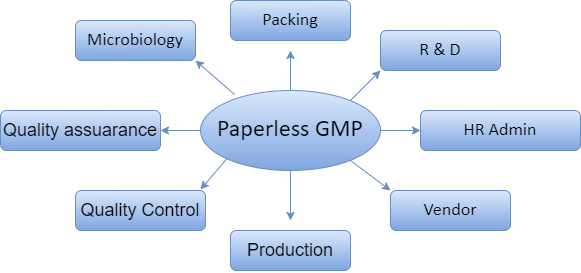 Packing
Microbiology
R & D
Quality assuarance
Paperless GMP
HR Admin
Quality Control
Vendor
Production